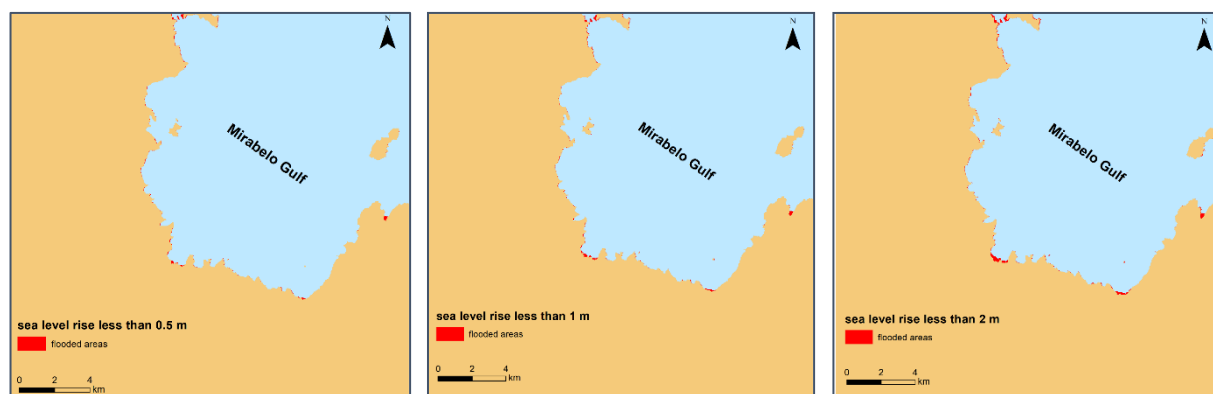 N
Mirabelo Gulf
sea level rise less than 0.5 m
flooded areas
0 2 4
km
N
Mirabelo Gulf
sea level rise less than 1 m
flooded areas
0 2 4
km
N
Mirabelo Gulf
sea level rise less than 2 m
flooded areas
0 2 4
km